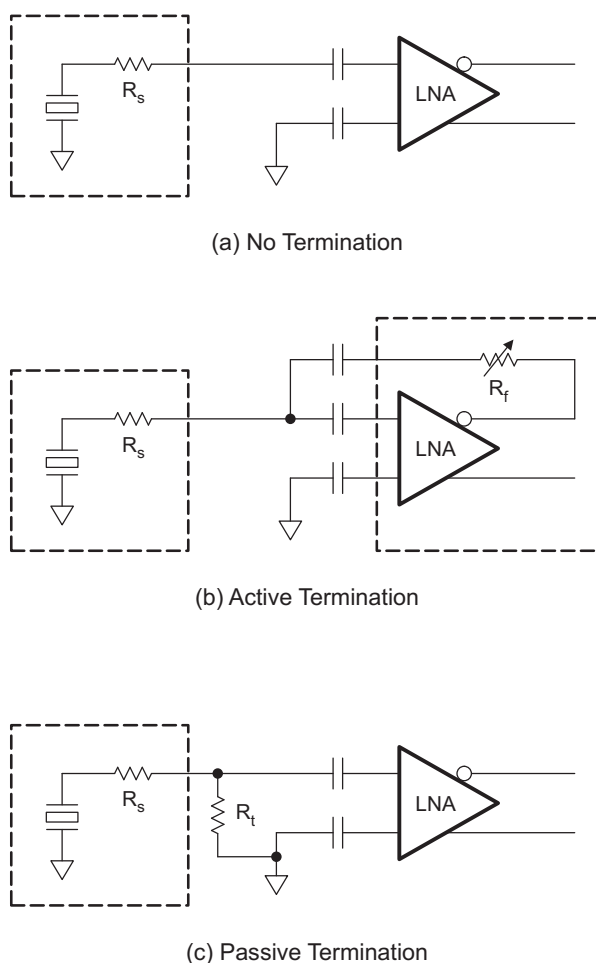 R_s
LNA
(a) No Termination
R_f
R_s
LNA
(b) Active Termination
R_s
R_t
LNA
(c) Passive Termination